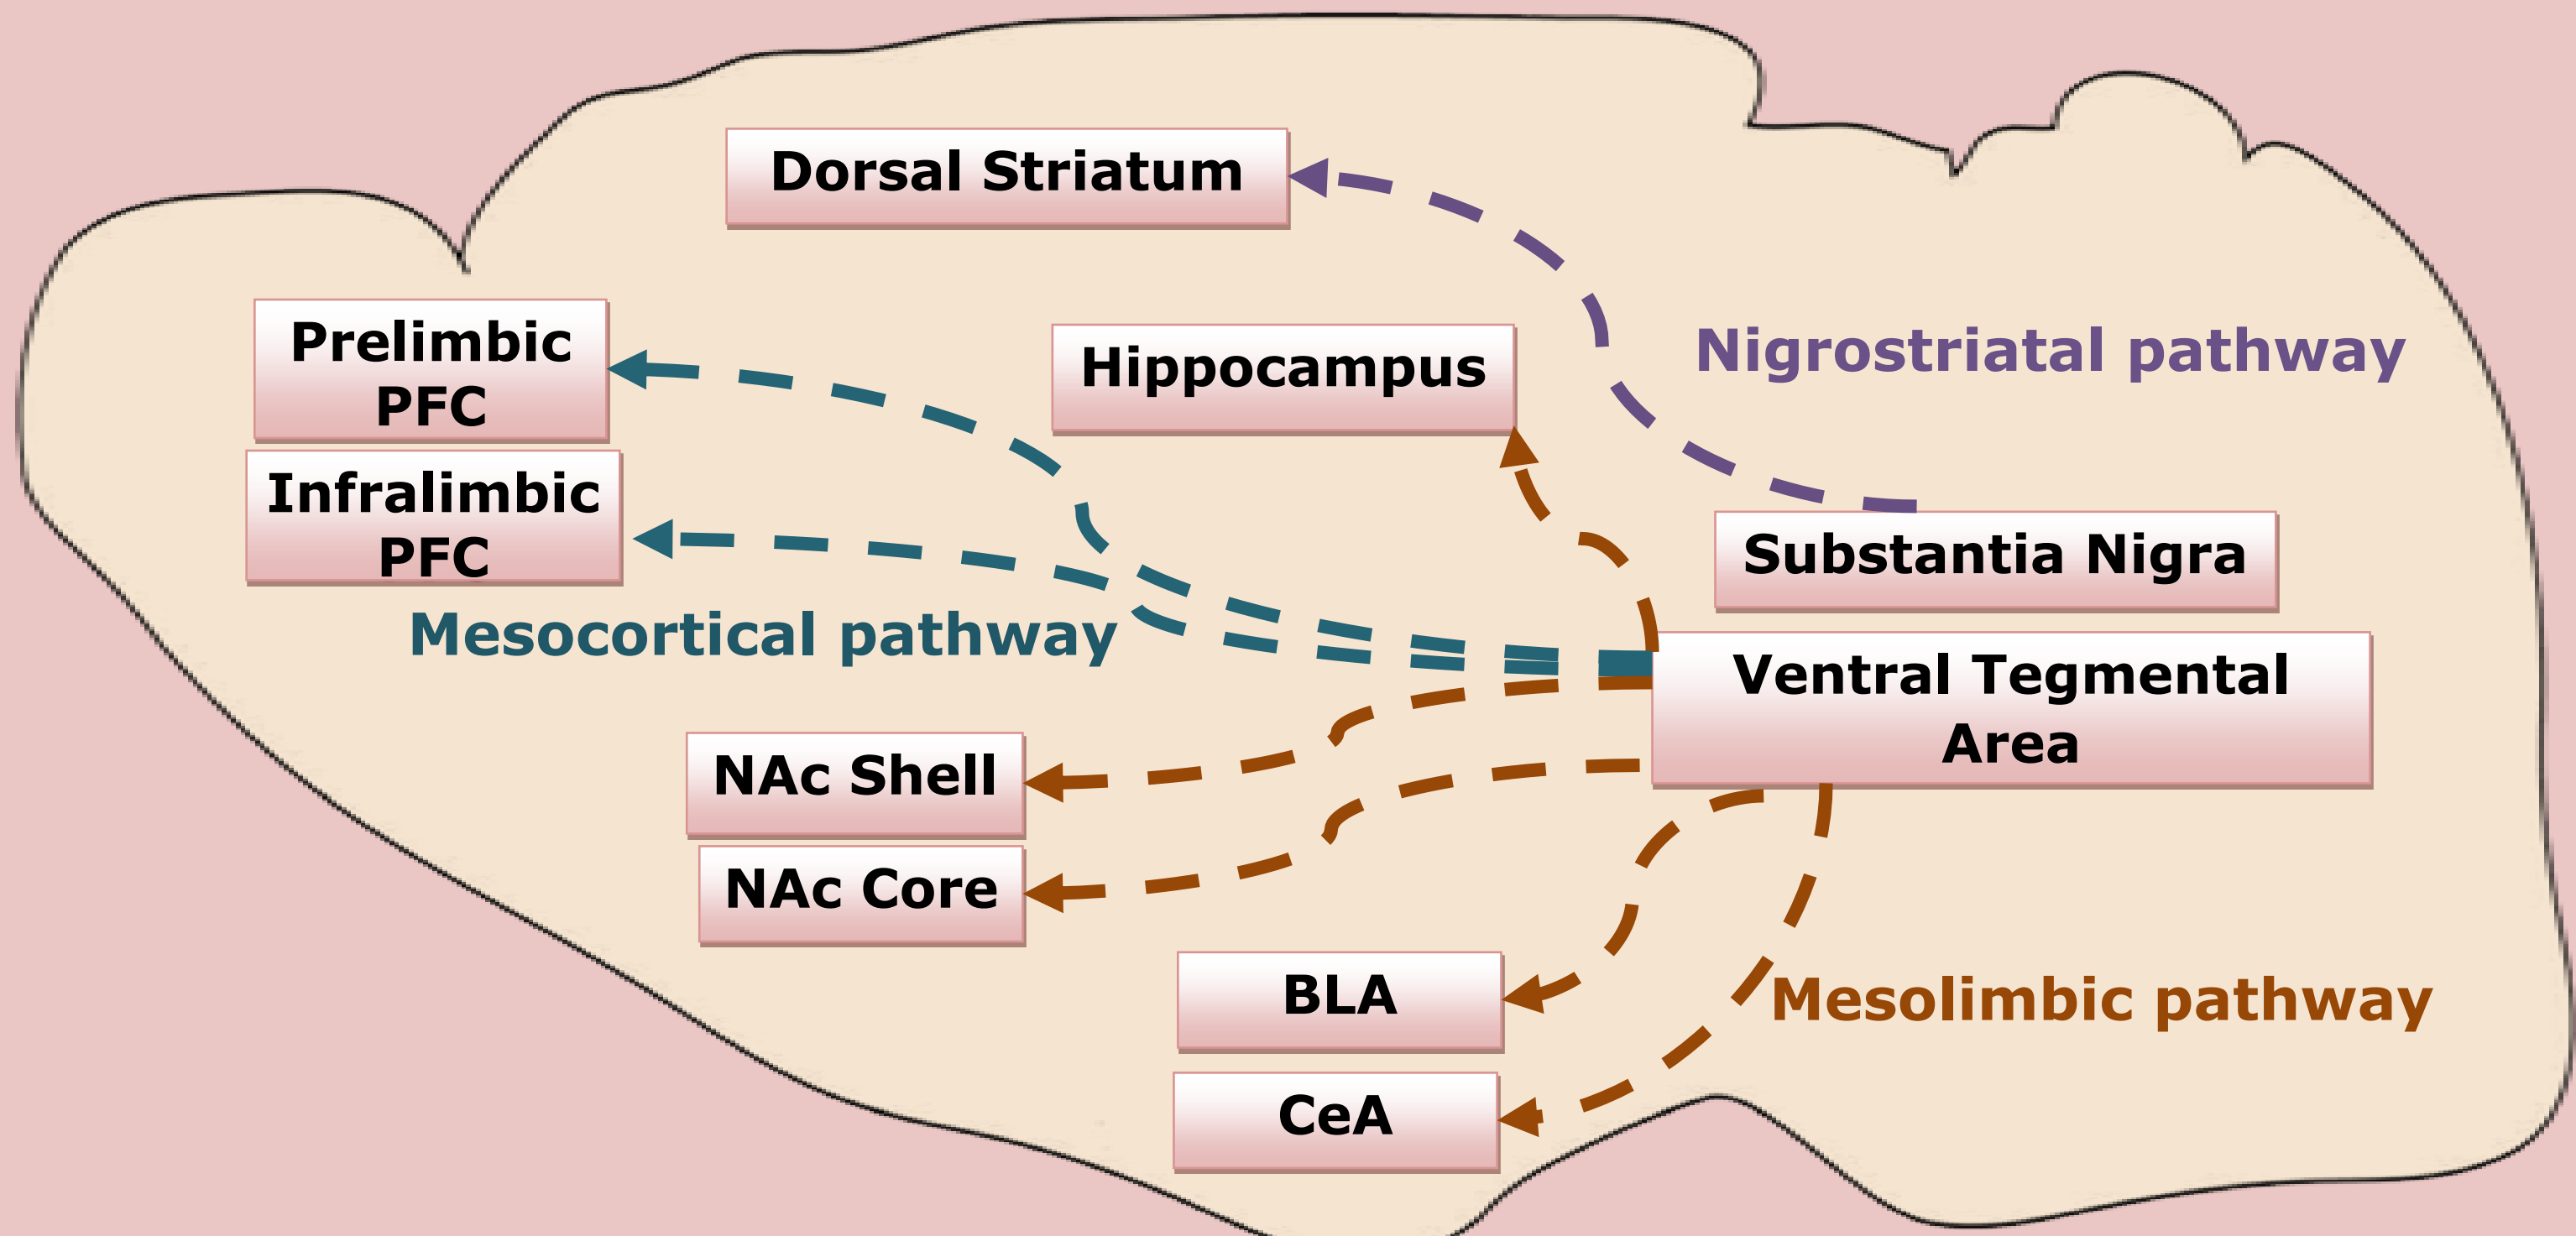 Dorsal Striatum
Prelimbic
PFC
Hippocampus
Nigrostriatal pathway
Infralimbic
PFC
Substantia Nigra
Mesocortical pathway
Ventral Tegmental
Area
NAc Shell
NAc Core
BLA
Mesolimbic pathway
CeA